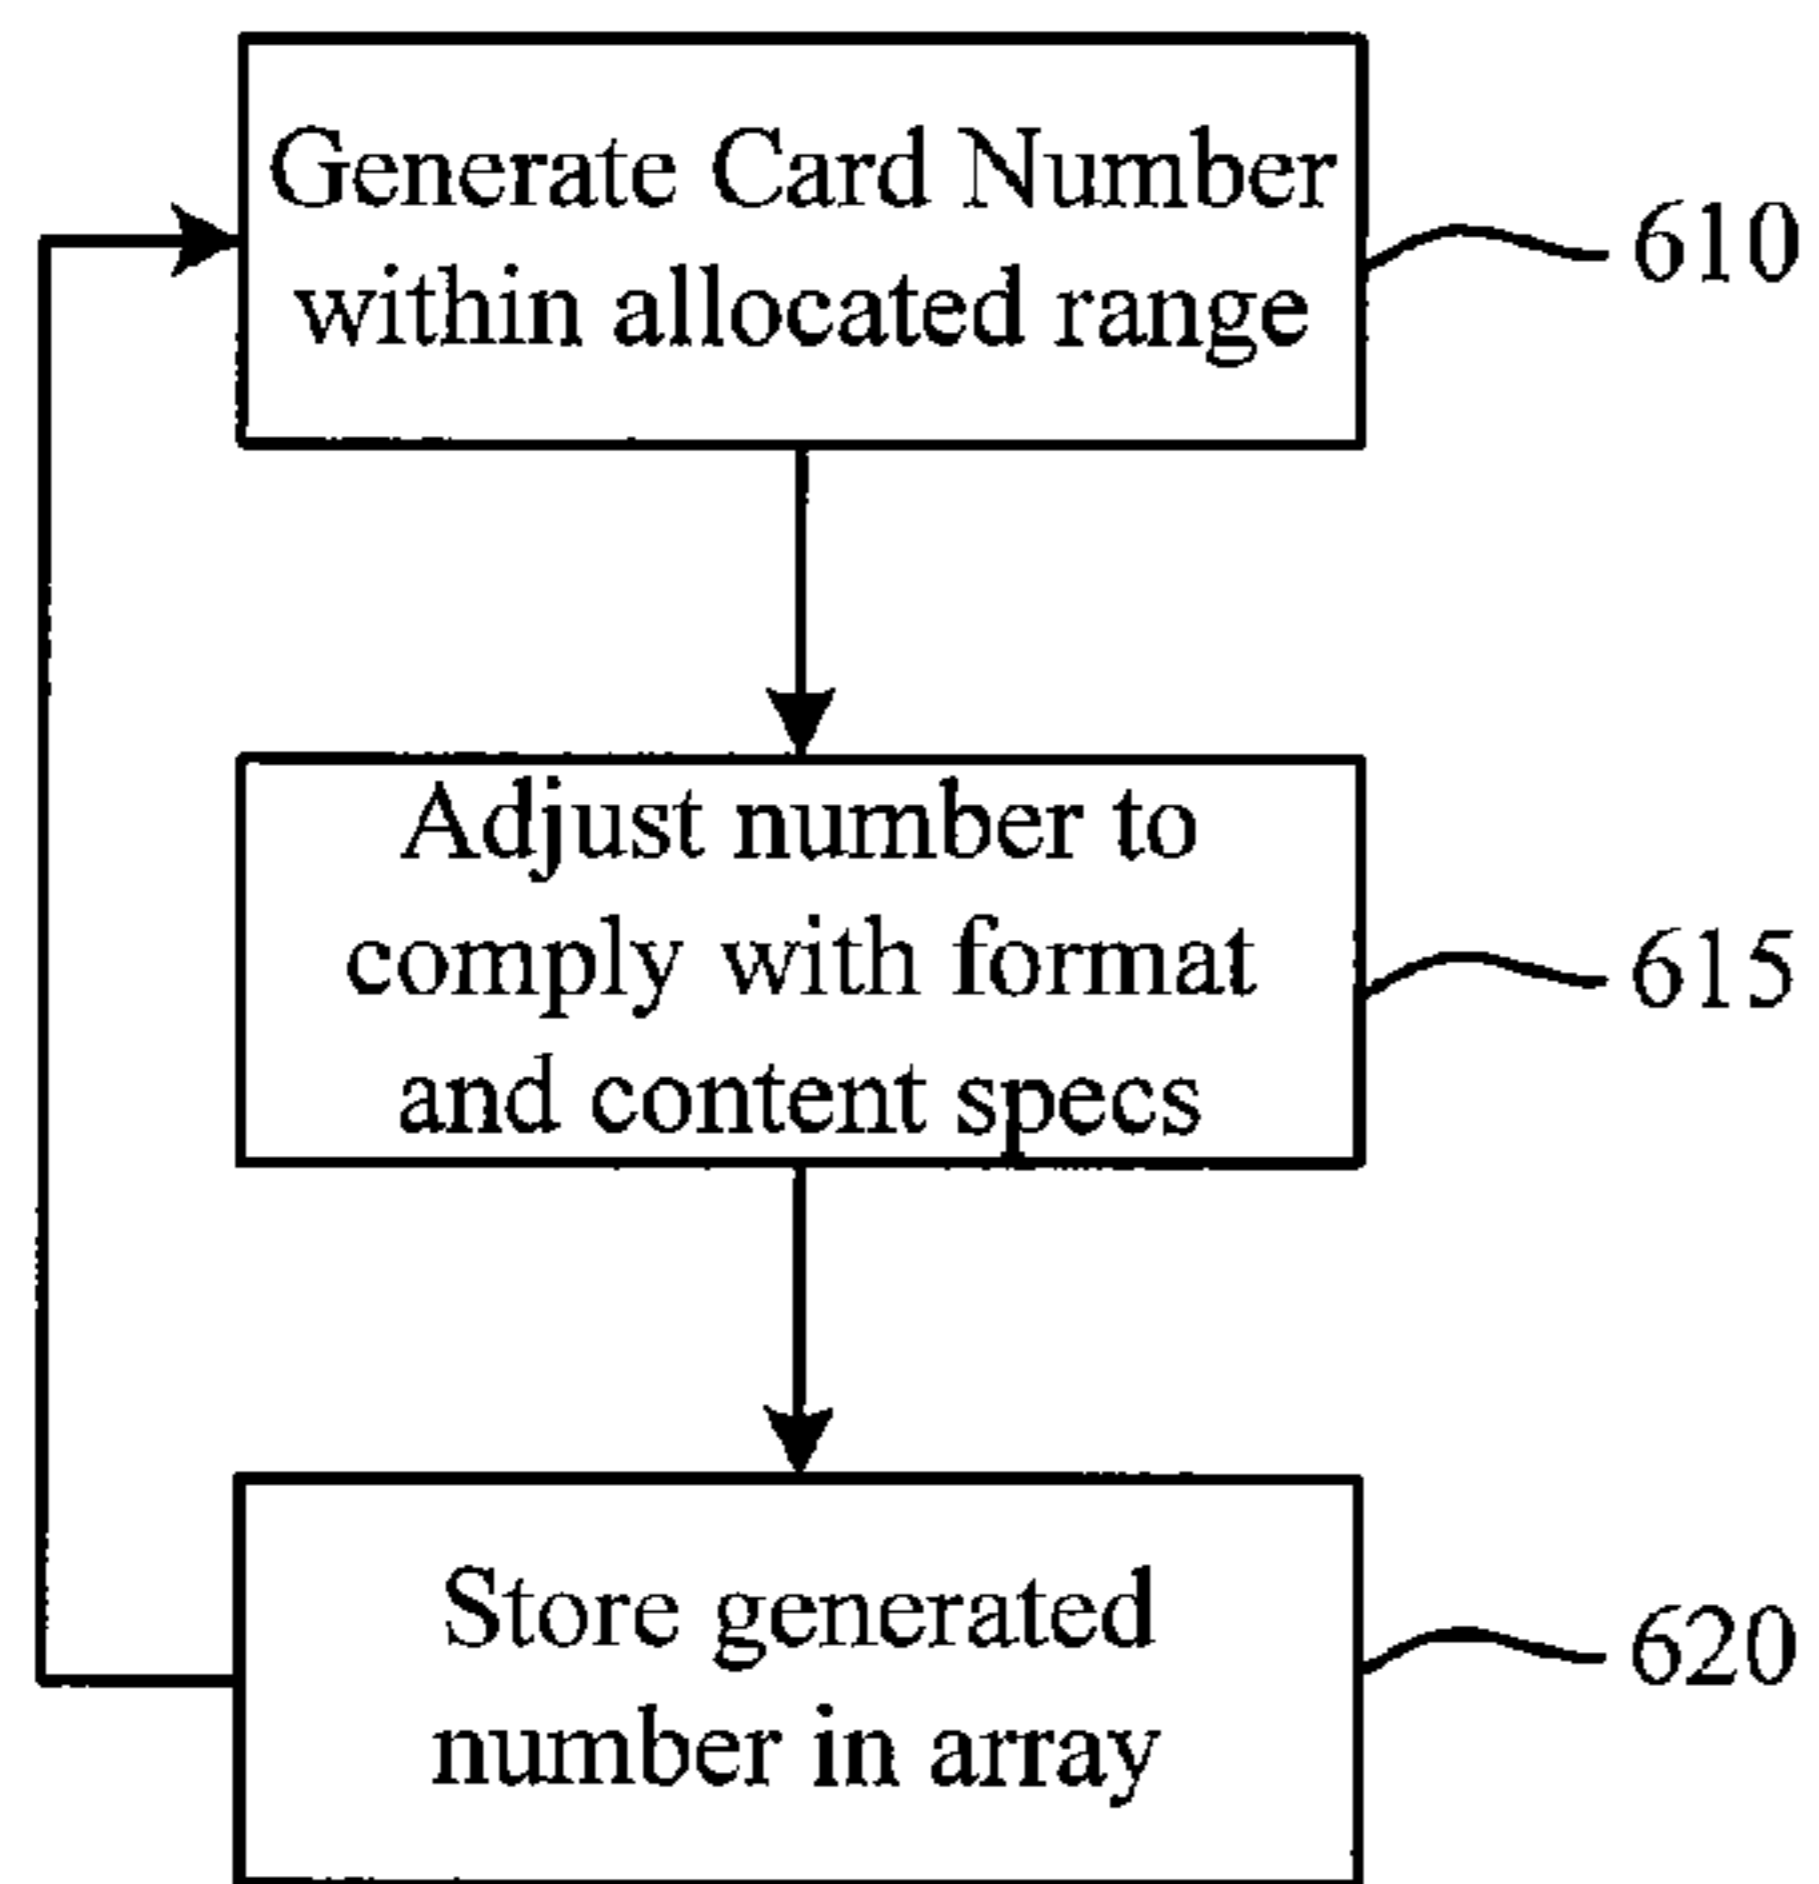 Generate Card Number
within allocated range
610
Adjust number to
comply with format
and content specs
615
Store generated
number in array
620